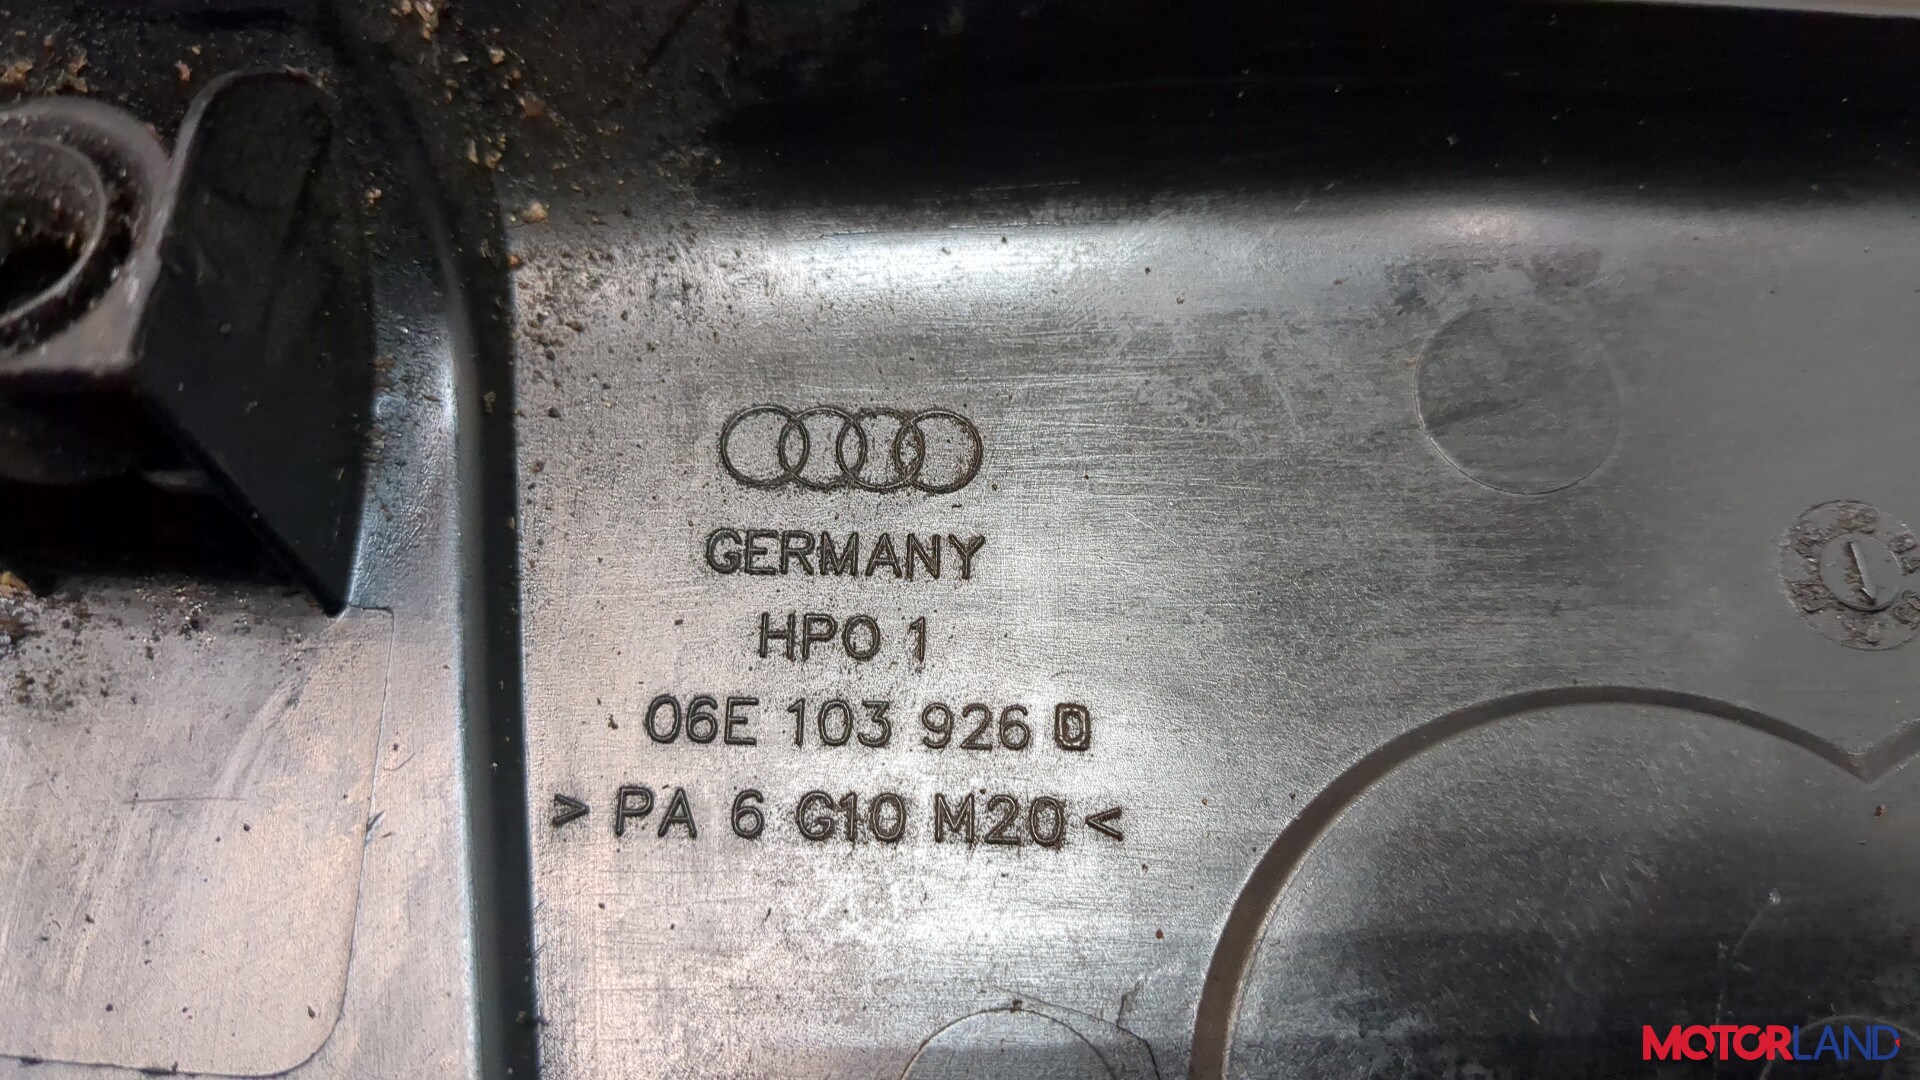 GERMANY
HPO 1
06E 103 926 D
> PA 6 G10 M20 <
MOTORLAND